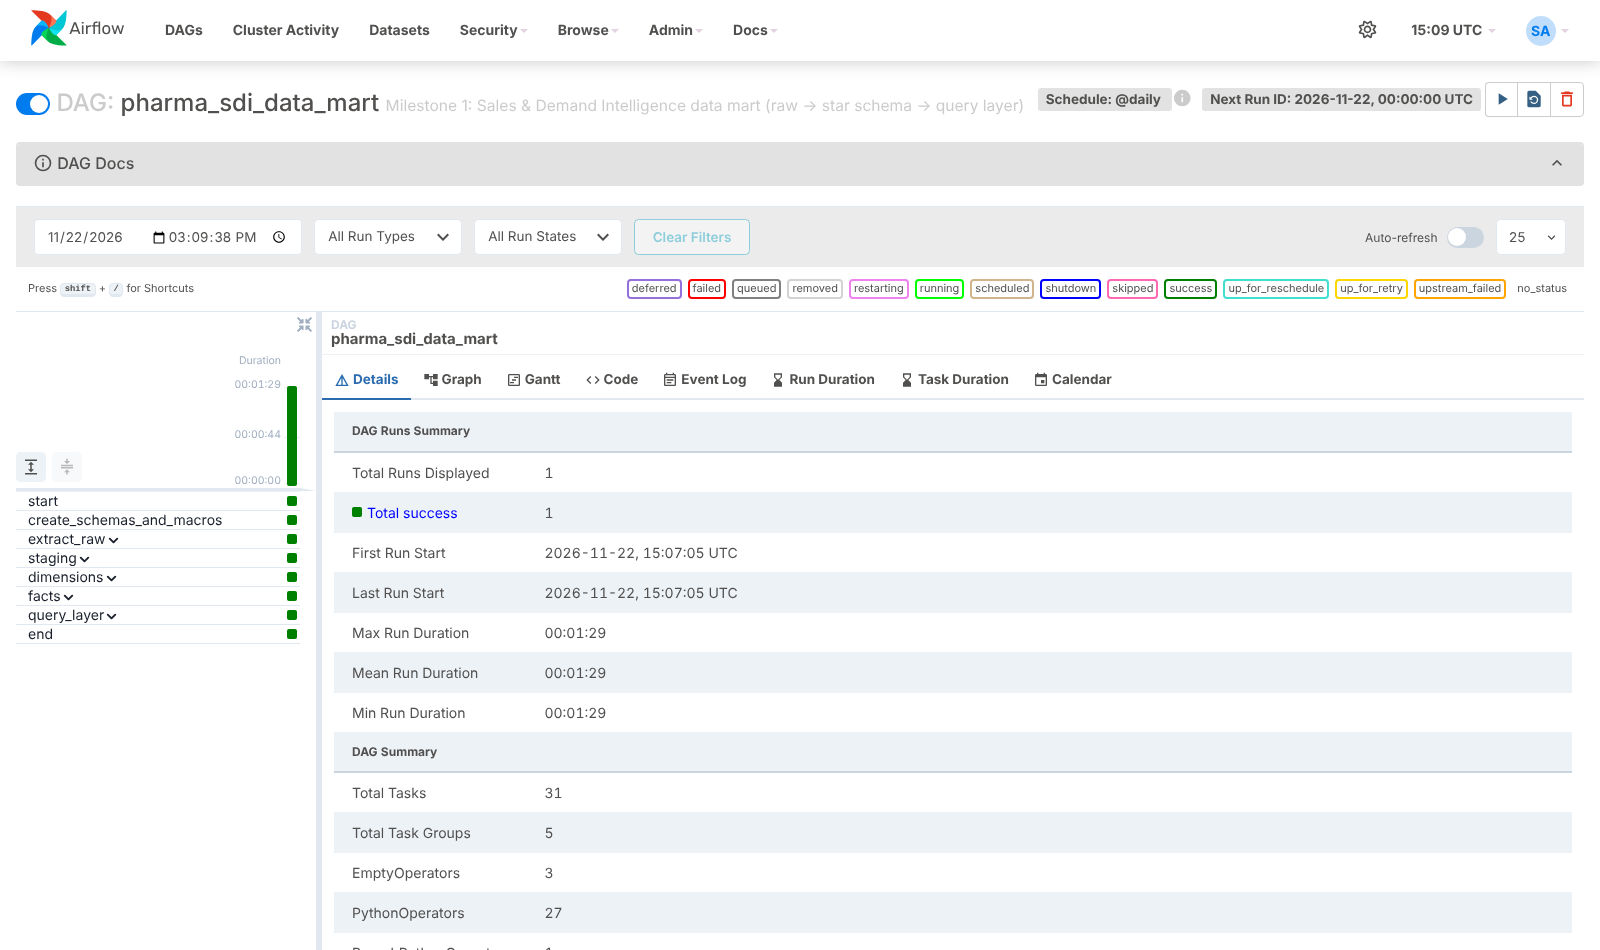 Airflow
DAGs
Cluster Activity
Datasets
Security
Browse
Admin
Docs
15:09 UTC
SA
DAG: pharma_sdi_data_mart Milestone 1: Sales & Demand Intelligence data mart (raw → star schema → query layer)
Schedule: @daily
Next Run ID: 2026-11-22, 00:00:00 UTC
DAG Docs
11/22/2026 03:09:38 PM
All Run Types
All Run States
Clear Filters
Auto-refresh
25
Press shift + / for Shortcuts
deferred
failed
queued
removed
restarting
running
scheduled
shutdown
skipped
success
up_for_reschedule
up_for_retry
upstream_failed
no_status
Duration
00:01:29
00:00:44
00:00:00
start
create_schemas_and_macros
extract_raw
staging
dimensions
facts
query_layer
end
DAG
pharma_sdi_data_mart
Details
Graph
Gantt
Code
Event Log
Run Duration
Task Duration
Calendar
DAG Runs Summary
Total Runs Displayed 1
Total success 1
First Run Start 2026-11-22, 15:07:05 UTC
Last Run Start 2026-11-22, 15:07:05 UTC
Max Run Duration 00:01:29
Mean Run Duration 00:01:29
Min Run Duration 00:01:29
DAG Summary
Total Tasks 31
Total Task Groups 5
EmptyOperators 3
PythonOperators 27